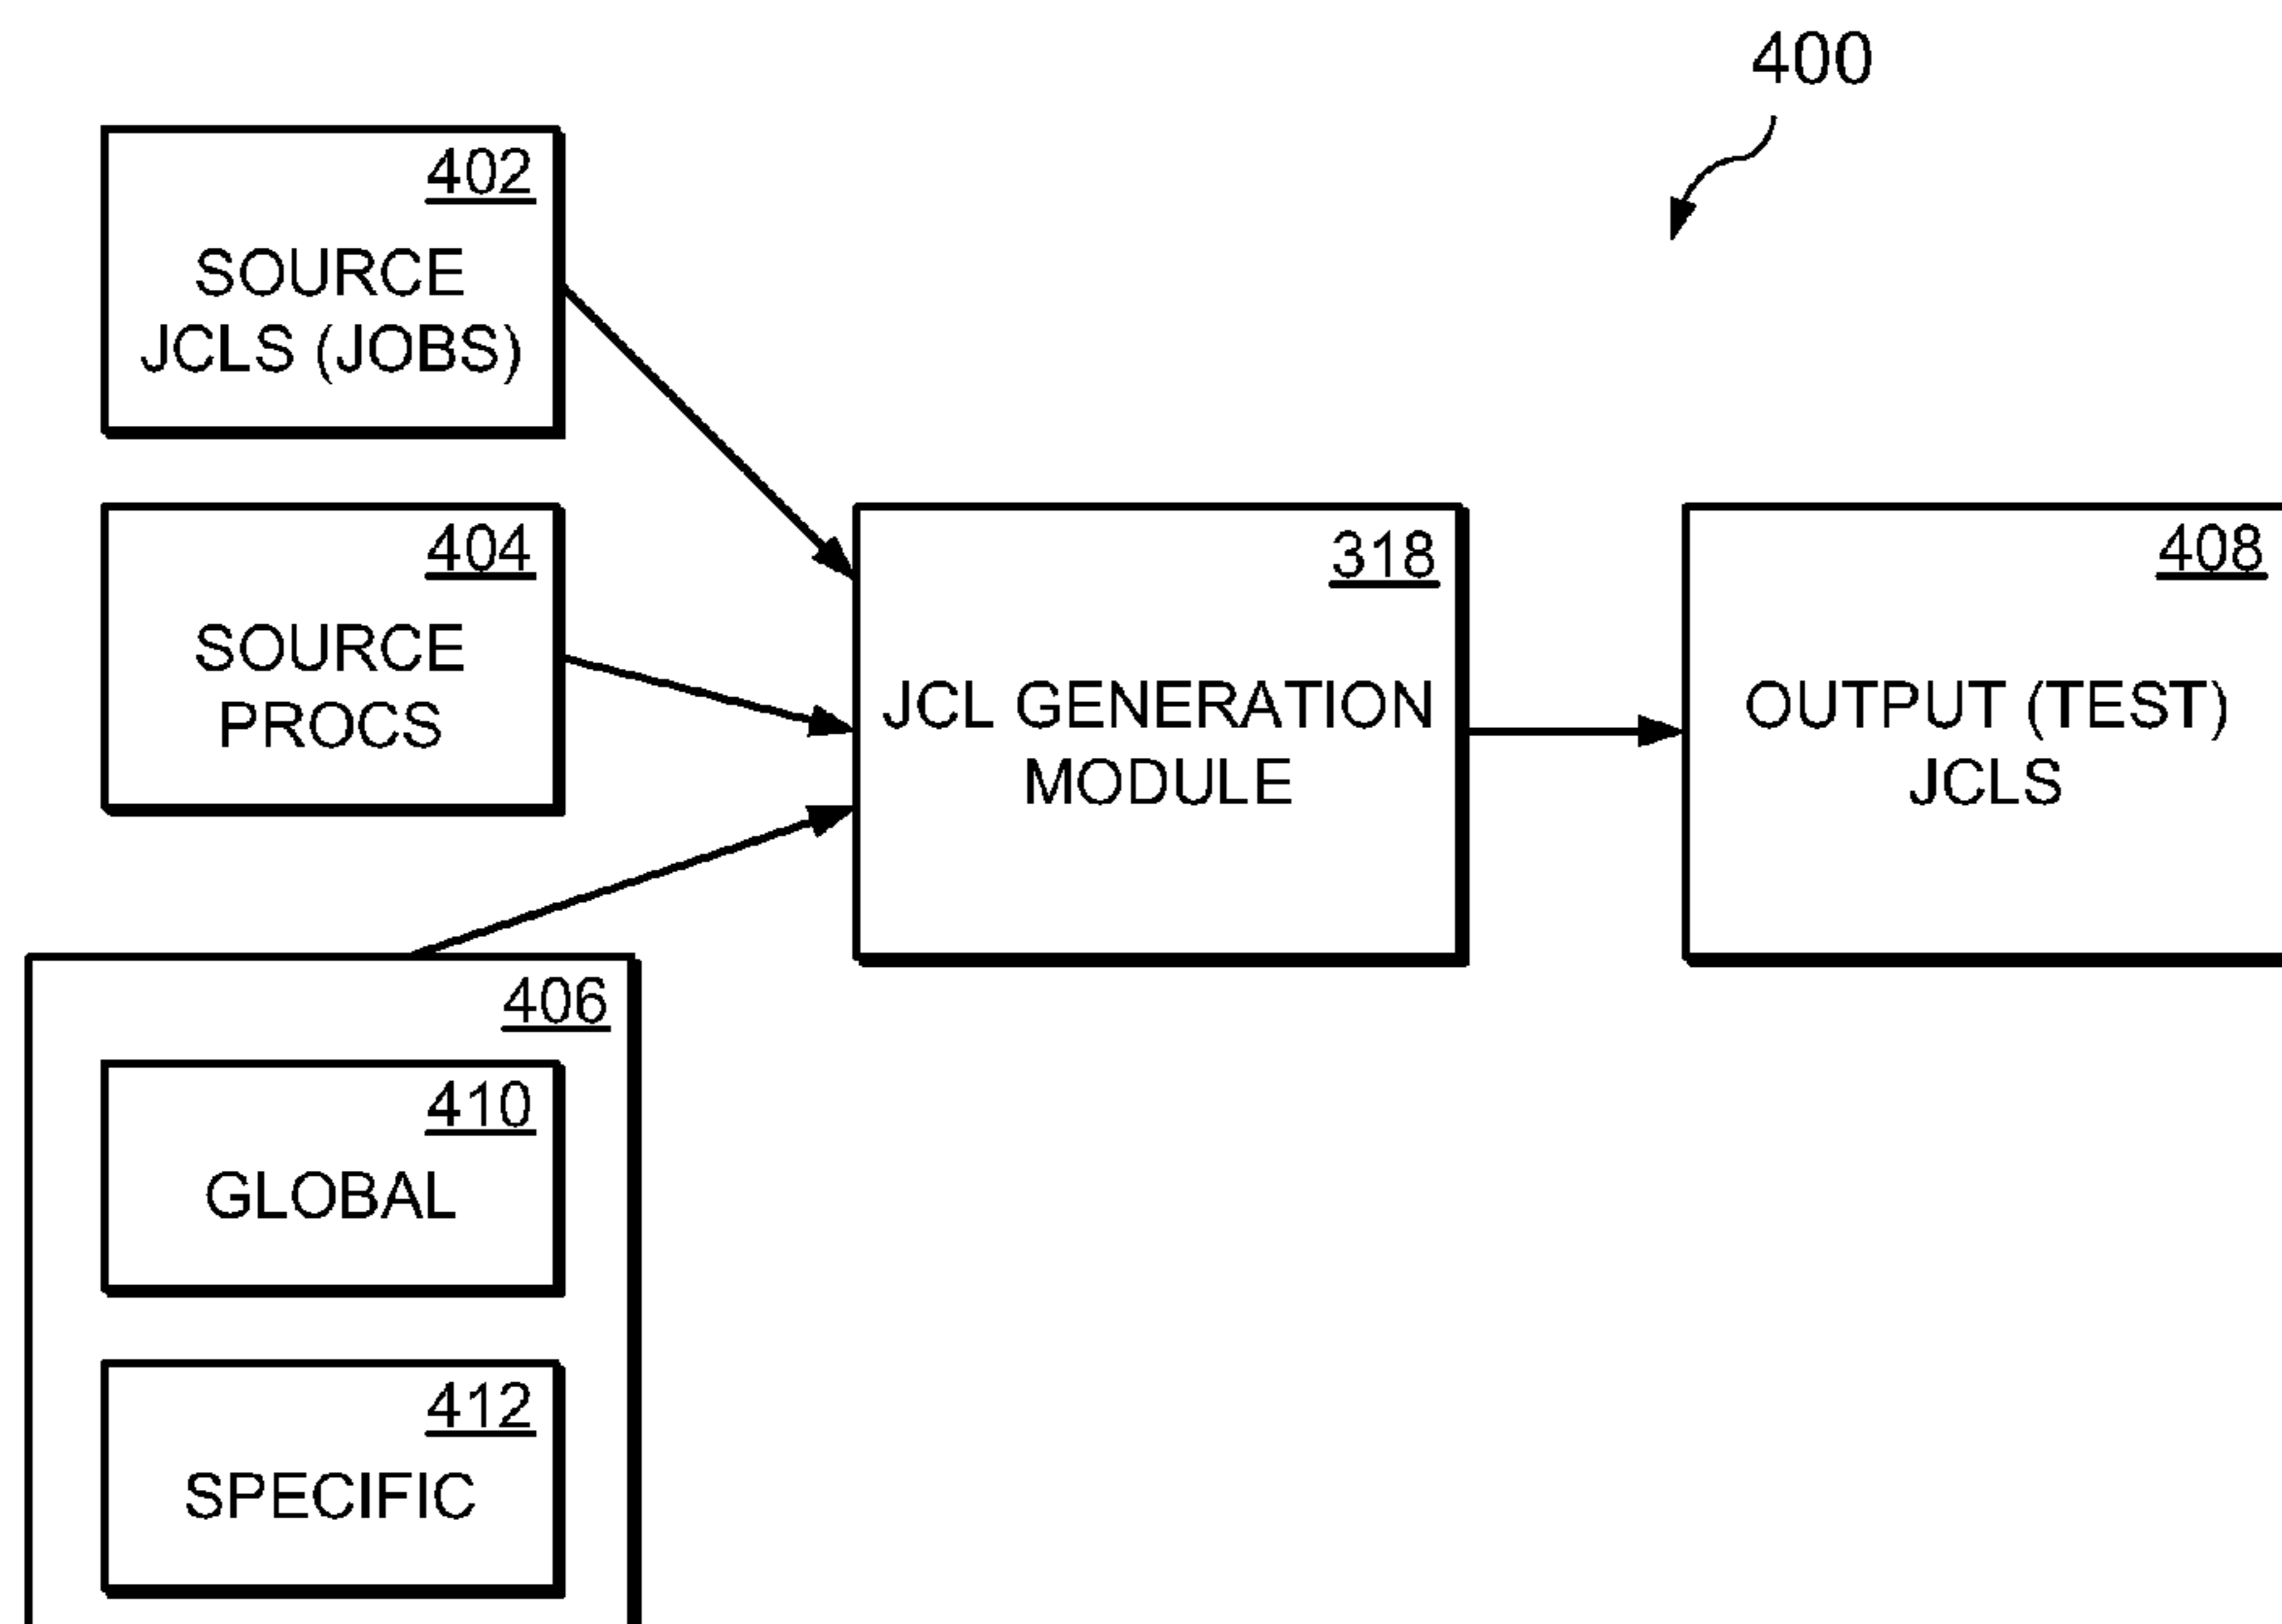 400
402
SOURCE
JCLS (JOBS)
404
SOURCE
PROCS
318
JCL GENERATION
MODULE
408
OUTPUT (TEST)
JCLS
406
410
GLOBAL
412
SPECIFIC